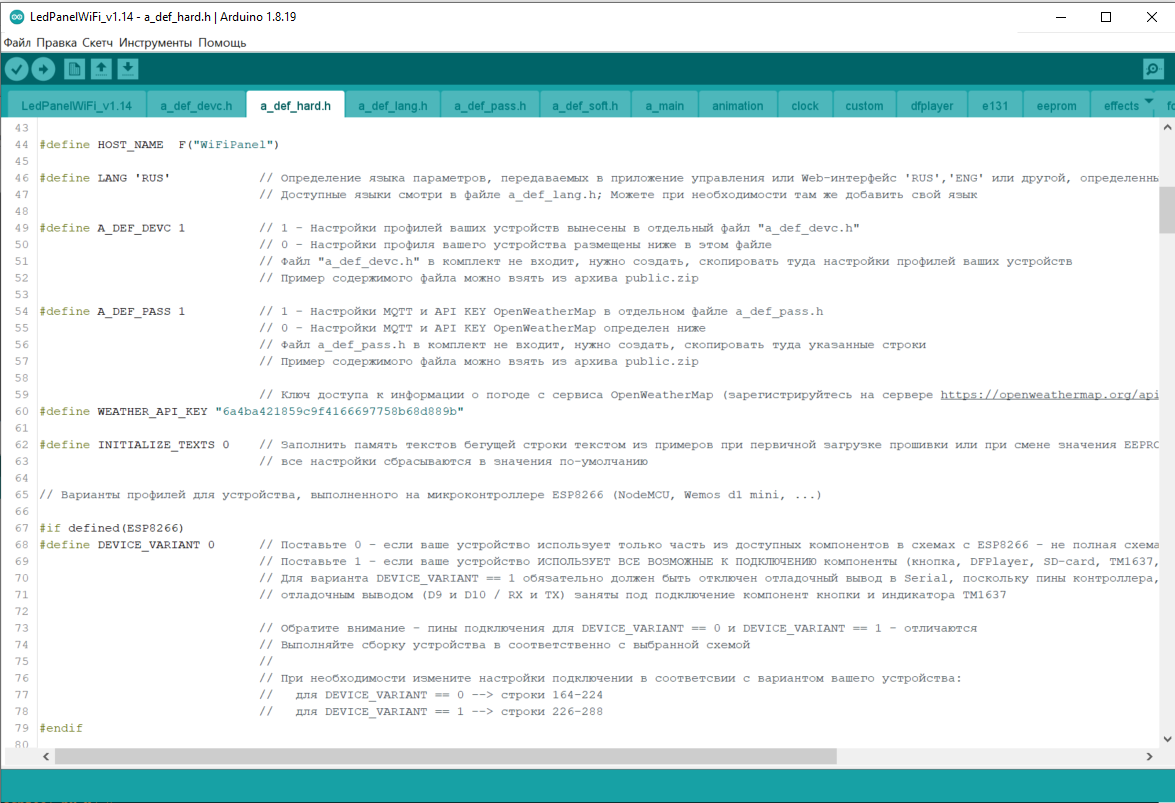 LedPanelWiFi_v1.14 - a_def_hard.h | Arduino 1.8.19
Файл Правка Скетч Инструменты Помощь
LedPanelWiFi_v1.14 a_def_devc.h a_def_hard.h a_def_lang.h a_def_pass.h a_def_soft.h a_main animation clock custom dfplayer e131 eeprom effects fo
43
44 #define HOST_NAME F("WiFiPanel")
45
46 #define LANG 'RUS' // Определение языка параметров, передаваемых в приложение управления или Web-интерфейс 'RUS','ENG' или другой, определенны
47 // Доступные языки смотри в файле a_def_lang.h; Можете при необходимости там же добавить свой язык
48
49 #define A_DEF_DEVC 1 // 1 - Настройки профилей ваших устройств вынесены в отдельный файл "a_def_devc.h"
50 // 0 - Настройки профиля вашего устройства размещены ниже в этом файле
51 // Файл "a_def_devc.h" в комплект не входит, нужно создать, скопировать туда настройки профилей ваших устройств
52 // Пример содержимого файла можно взять из архива public.zip
53
54 #define A_DEF_PASS 1 // 1 - Настройки MQTT и API KEY OpenWeatherMap в отдельном файле a_def_pass.h
55 // 0 - Настройки MQTT и API KEY OpenWeatherMap определен ниже
56 // Файл a_def_pass.h в комплект не входит, нужно создать, скопировать туда указанные строки
57 // Пример содержимого файла можно взять из архива public.zip
58
59 // Ключ доступа к информации о погоде с сервиса OpenWeatherMap (зарегистрируйтесь на сервере https://openweathermap.org/api
60 #define WEATHER_API_KEY "6a4ba421859c9f4166697758b68d889b"
61
62 #define INITIALIZE_TEXTS 0 // Заполнить память текстов бегущей строки текстом из примеров при первичной загрузке прошивки или при смене значения EEPRO
63 // все настройки сбрасываются в значения по-умолчанию
64
65 // Варианты профилей для устройства, выполненного на микроконтроллере ESP8266 (NodeMCU, Wemos d1 mini, ...)
66
67 #if defined(ESP8266)
68 #define DEVICE_VARIANT 0 // Поставьте 0 - если ваше устройство использует только часть из доступных компонентов в схемах с ESP8266 - не полная схема
69 // Поставьте 1 - если ваше устройство ИСПОЛЬЗУЕТ ВСЕ ВОЗМОЖНЫЕ К ПОДКЛЮЧЕНИЮ компоненты (кнопка, DFPlayer, SD-card, TM1637,
70 // Для варианта DEVICE_VARIANT == 1 обязательно должен быть отключен отладочный вывод в Serial, поскольку пины контроллера,
71 // отладочным выводом (D9 и D10 / RX и TX) заняты под подключение компонент кнопки и индикатора TM1637
72
73 // Обратите внимание - пины подключения для DEVICE_VARIANT == 0 и DEVICE_VARIANT == 1 - отличаются
74 // Выполняйте сборку устройства в соответственно с выбранной схемой
75 //
76 // При необходимости измените настройки подключении в соответсвии с вариантом вашего устройства:
77 // для DEVICE_VARIANT == 0 --> строки 164-224
78 // для DEVICE_VARIANT == 1 --> строки 226-288
79 #endif
80